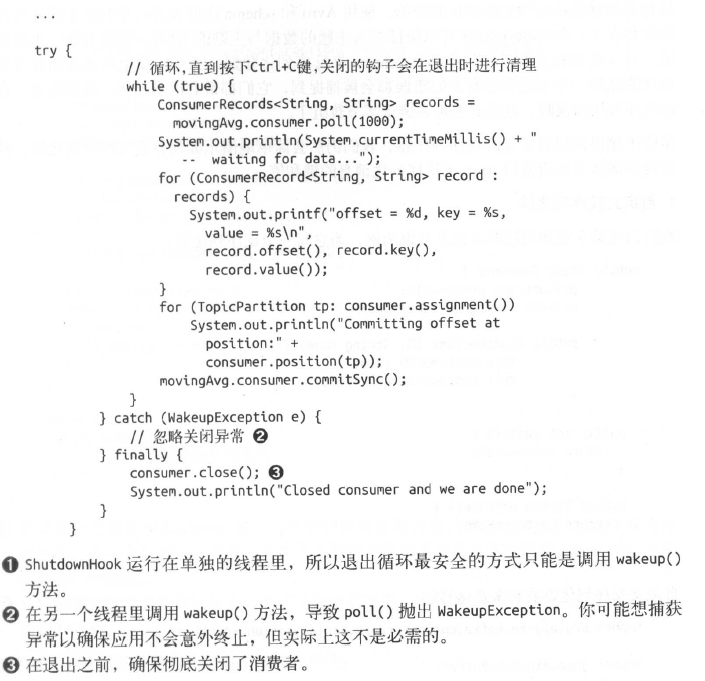 ...
try {
// 循环,直到按下Ctrl+C键,关闭的钩子会在退出时进行清理
while (true) {
ConsumerRecords<String, String> records =
movingAvg.consumer.poll(1000);
System.out.println(System.currentTimeMillis() + "
-- waiting for data...");
for (ConsumerRecord<String, String> record :
records) {
System.out.printf("offset = %d, key = %s,
value = %s\n",
record.offset(), record.key(),
record.value());
}
for (TopicPartition tp: consumer.assignment())
System.out.println("Committing offset at
position:" +
consumer.position(tp));
movingAvg.consumer.commitSync();
}
} catch (WakeupException e) {
// 忽略关闭异常 ❷
} finally {
consumer.close(); ❸
System.out.println("Closed consumer and we are done");
}
}
❶ ShutdownHook 运行在单独的线程里，所以退出循环最安全的方式只能是调用 wakeup()
方法。
❷ 在另一个线程里调用 wakeup() 方法，导致 poll() 抛出 WakeupException。你可能想捕获
异常以确保应用不会意外终止，但实际上这不是必需的。
❸ 在退出之前，确保彻底关闭了消费者。